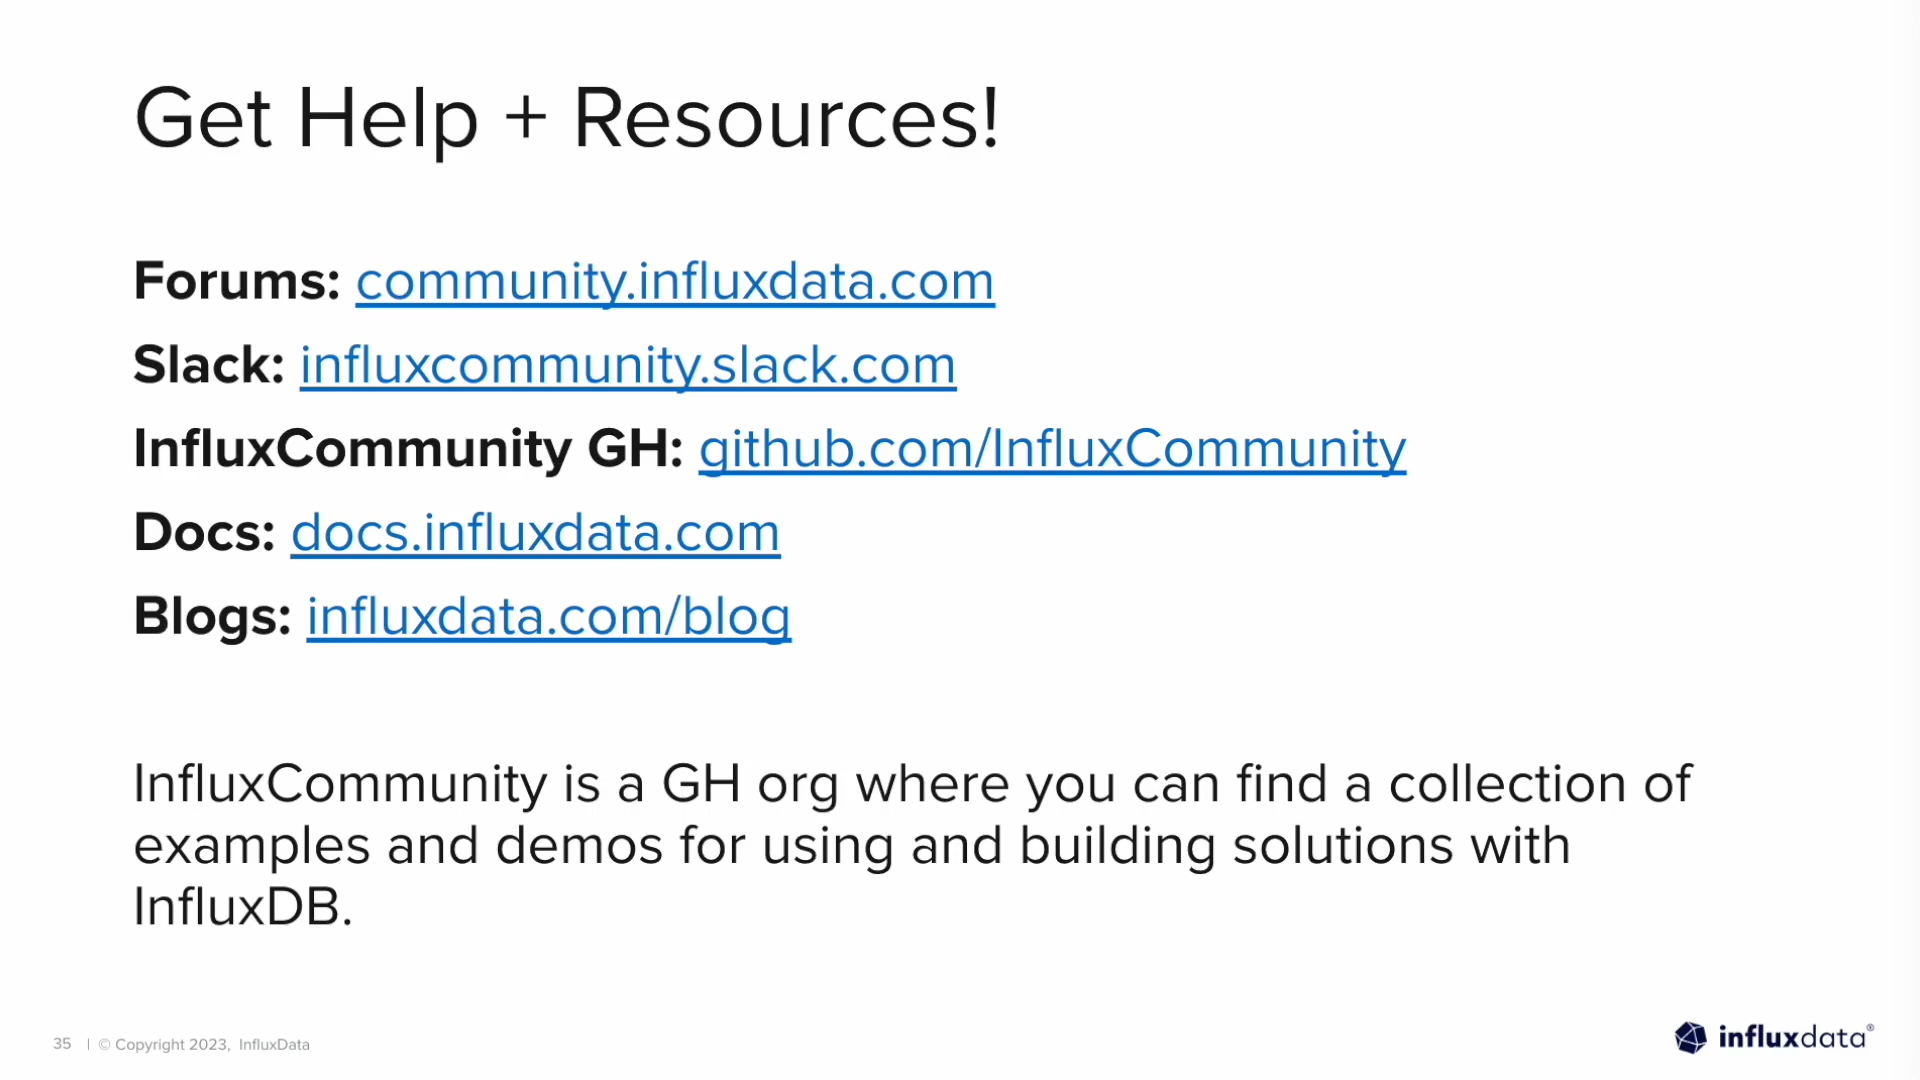 Get Help + Resources!
Forums: community.influxdata.com
Slack: influxcommunity.slack.com
InfluxCommunity GH: github.com/InfluxCommunity
Docs: docs.influxdata.com
Blogs: influxdata.com/blog
InfluxCommunity is a GH org where you can find a collection of
examples and demos for using and building solutions with
InfluxDB.
35 | © Copyright 2023, InfluxData
influxdata®